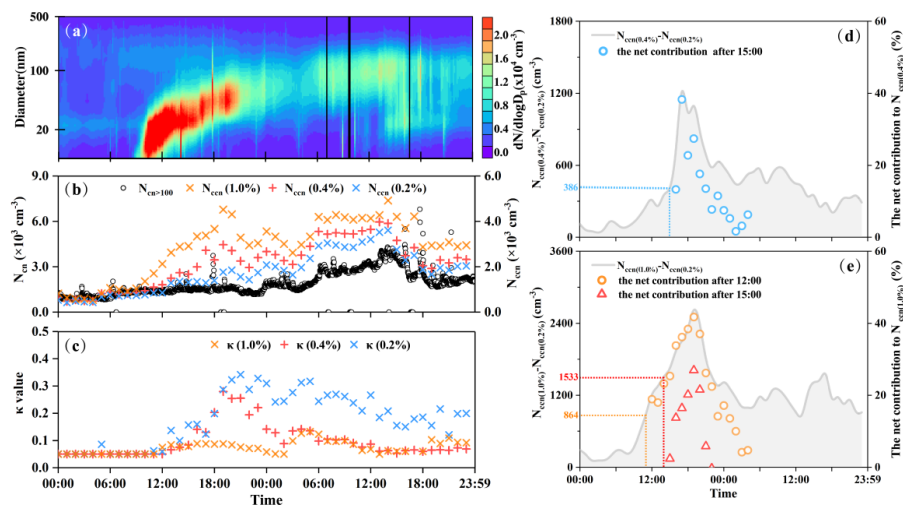 (a)
500
100
20
Diameter(nm)
2.0
1.6
1.2
0.8
0.4
0.0
dN/dlogDp(x10⁴ cm⁻³)
(b)
Ncn>100 Nccn (1.0%) Nccn (0.4%) Nccn (0.2%)
9.0
6.0
3.0
0.0
Ncn (×10³ cm⁻³)
6.0
4.0
2.0
0.0
Nccn (×10³ cm⁻³)
(c)
κ (1.0%) κ (0.4%) κ (0.2%)
0.5
0.4
0.3
0.2
0.1
0.0
κ value
00:00 06:00 12:00 18:00 00:00 06:00 12:00 18:00 23:59
Time
(d)
Nccn(0.4%)-Nccn(0.2%)
the net contribution after 15:00
1800
1200
600
386
0
Nccn(0.4%)-Nccn(0.2%) (cm⁻³)
60
40
20
0
The net contribution to Nccn(0.4%) (%)
(e)
Nccn(1.0%)-Nccn(0.2%)
the net contribution after 12:00
the net contribution after 15:00
3600
2400
1533
1200
864
0
Nccn(1.0%)-Nccn(0.2%) (cm⁻³)
60
40
20
0
The net contribution to Nccn(1.0%) (%)
00:00 12:00 00:00 12:00 23:59
Time